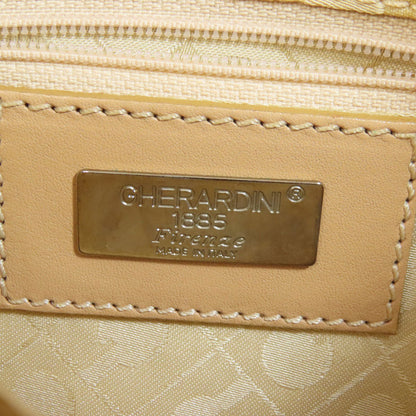 GHERARDINI®
1885
Firenze
MADE IN ITALY